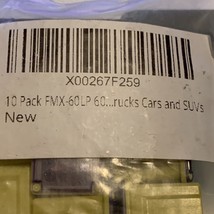 X00267F259
10 Pack FMX-60LP 60...rucks Cars and SUVs
New